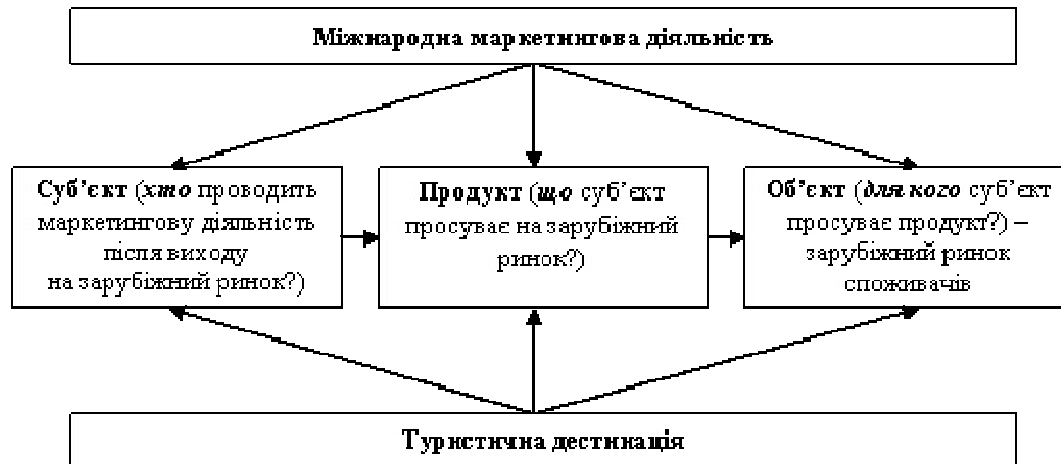 Міжнародна маркетингова діяльність
Суб’єкт (хто проводить
маркетингову діяльність
після виходу
на зарубіжний ринок?)
Продукт (що суб’єкт
просуває на зарубіжний
ринок?)
Об’єкт (для кого суб’єкт
просуває продукт?) –
зарубіжний ринок
споживачів
Туристична дестинація